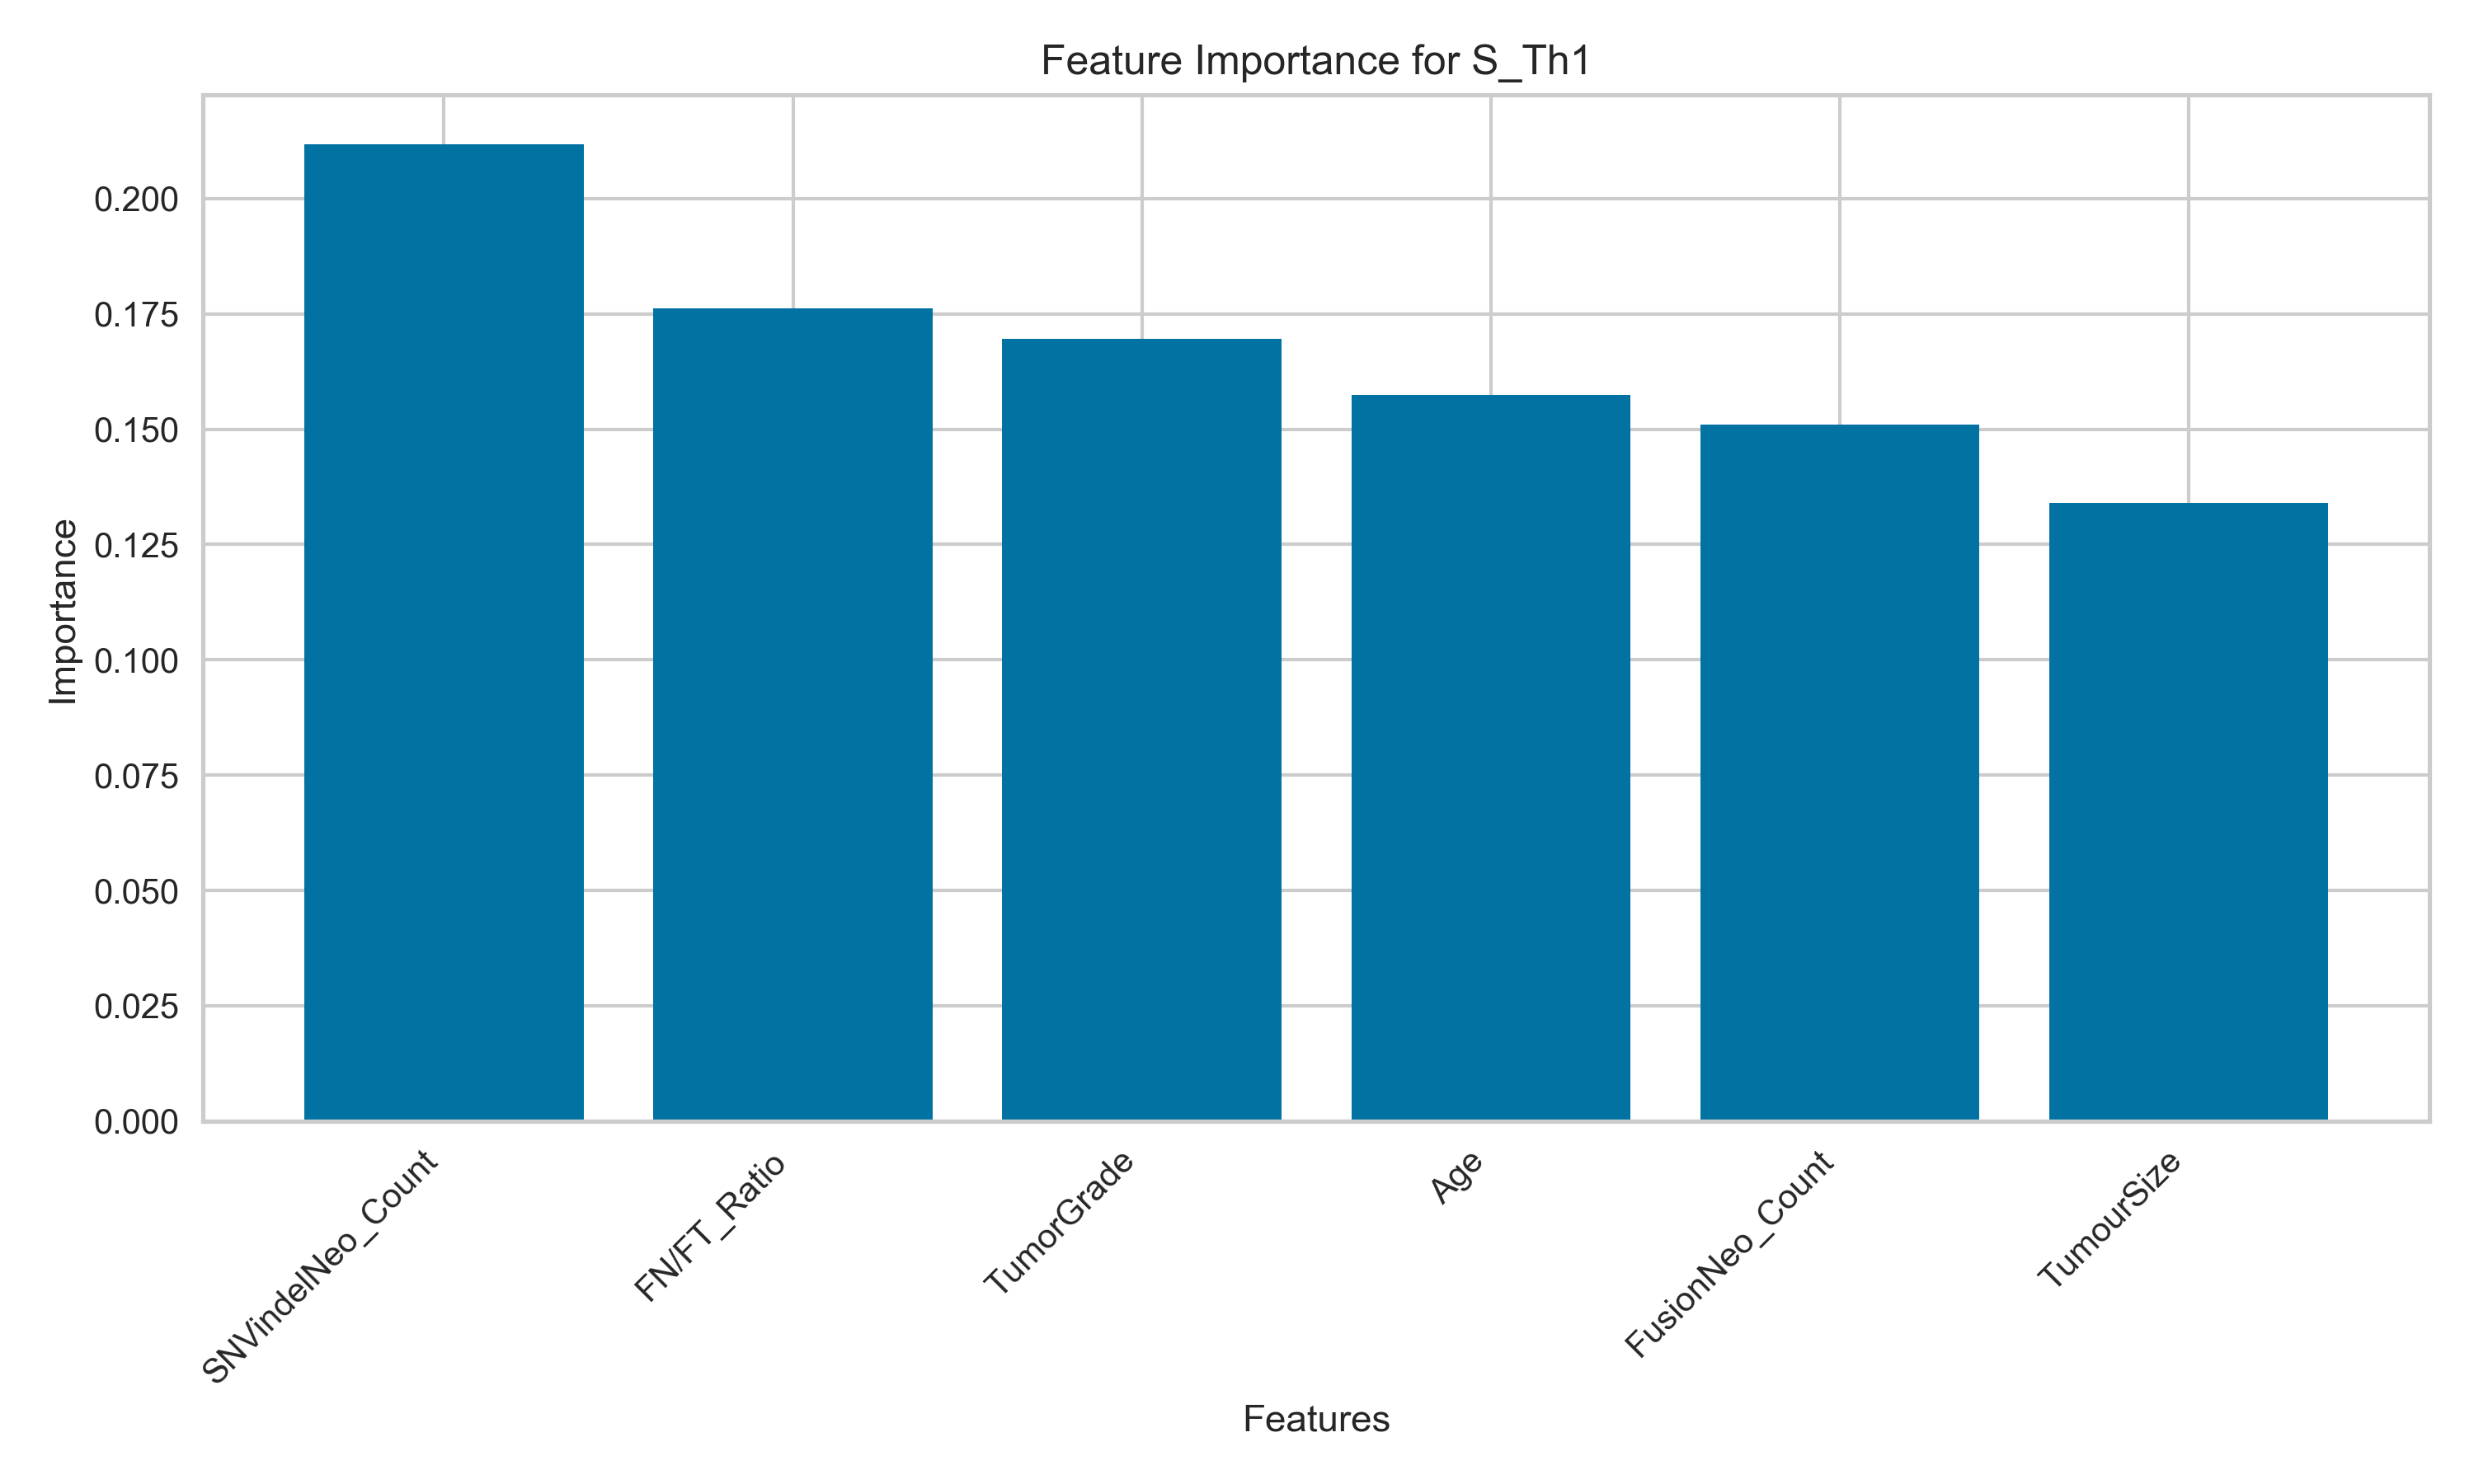 Feature Importance for S_Th1
Importance
0.200
0.175
0.150
0.125
0.100
0.075
0.050
0.025
0.000
SNVindelNeo_Count
FN/FT_Ratio
TumorGrade
Age
FusionNeo_Count
TumourSize
Features